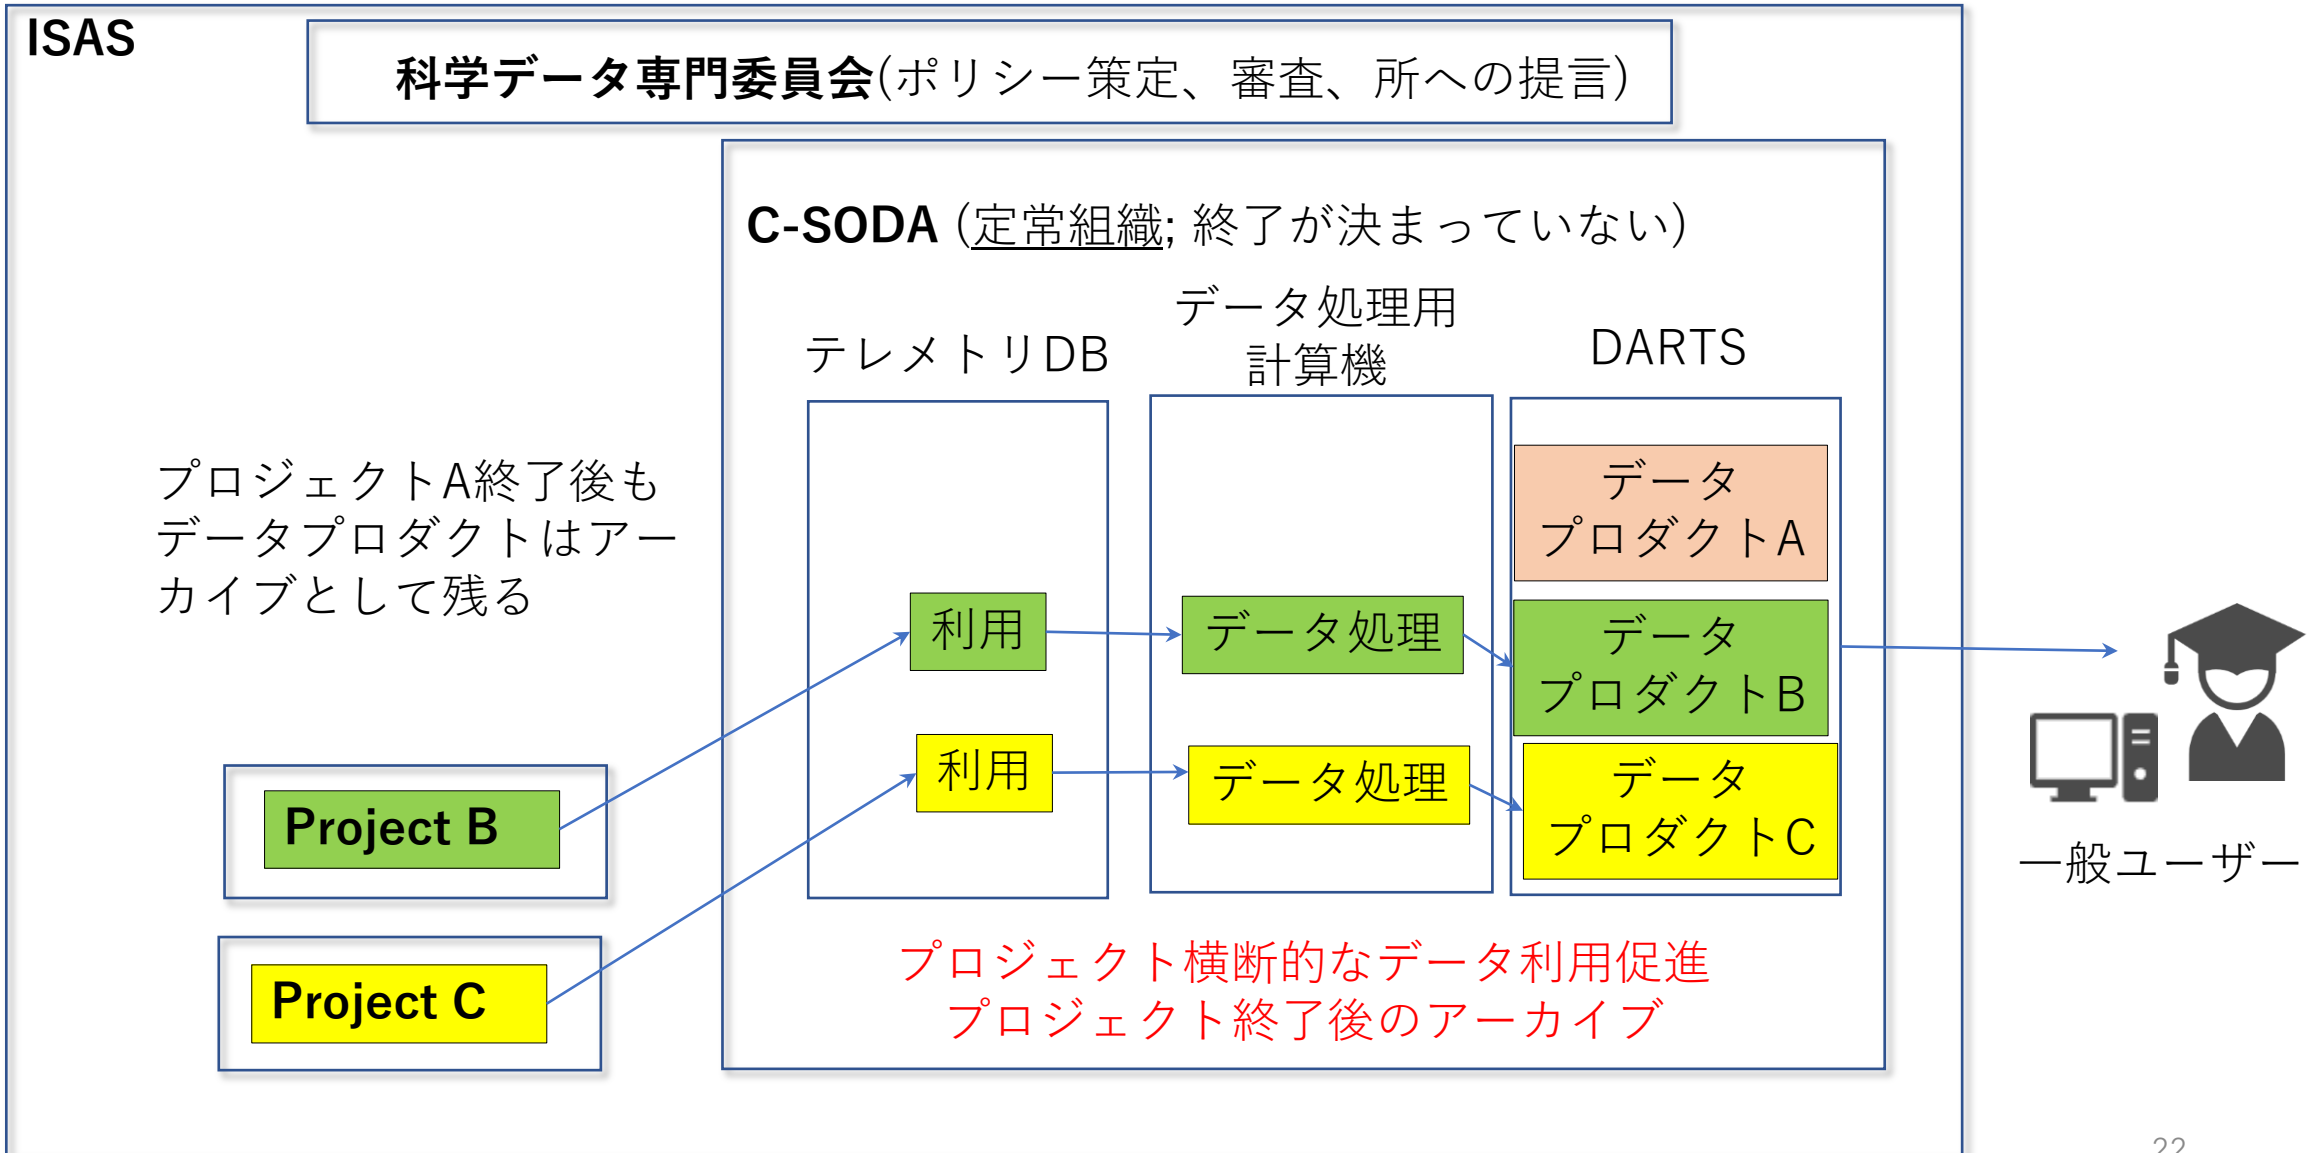 ISAS
科学データ専門委員会(ポリシー策定、審査、所への提言)
C-SODA (定常組織; 終了が決まっていない)
テレメトリDB
データ処理用
計算機
DARTS
プロジェクトA終了後も
データプロダクトはアー
カイブとして残る
データ
プロダクトA
利用
データ処理
データ
プロダクトB
利用
データ処理
データ
プロダクトC
Project B
Project C
一般ユーザー
プロジェクト横断的なデータ利用促進
プロジェクト終了後のアーカイブ
22